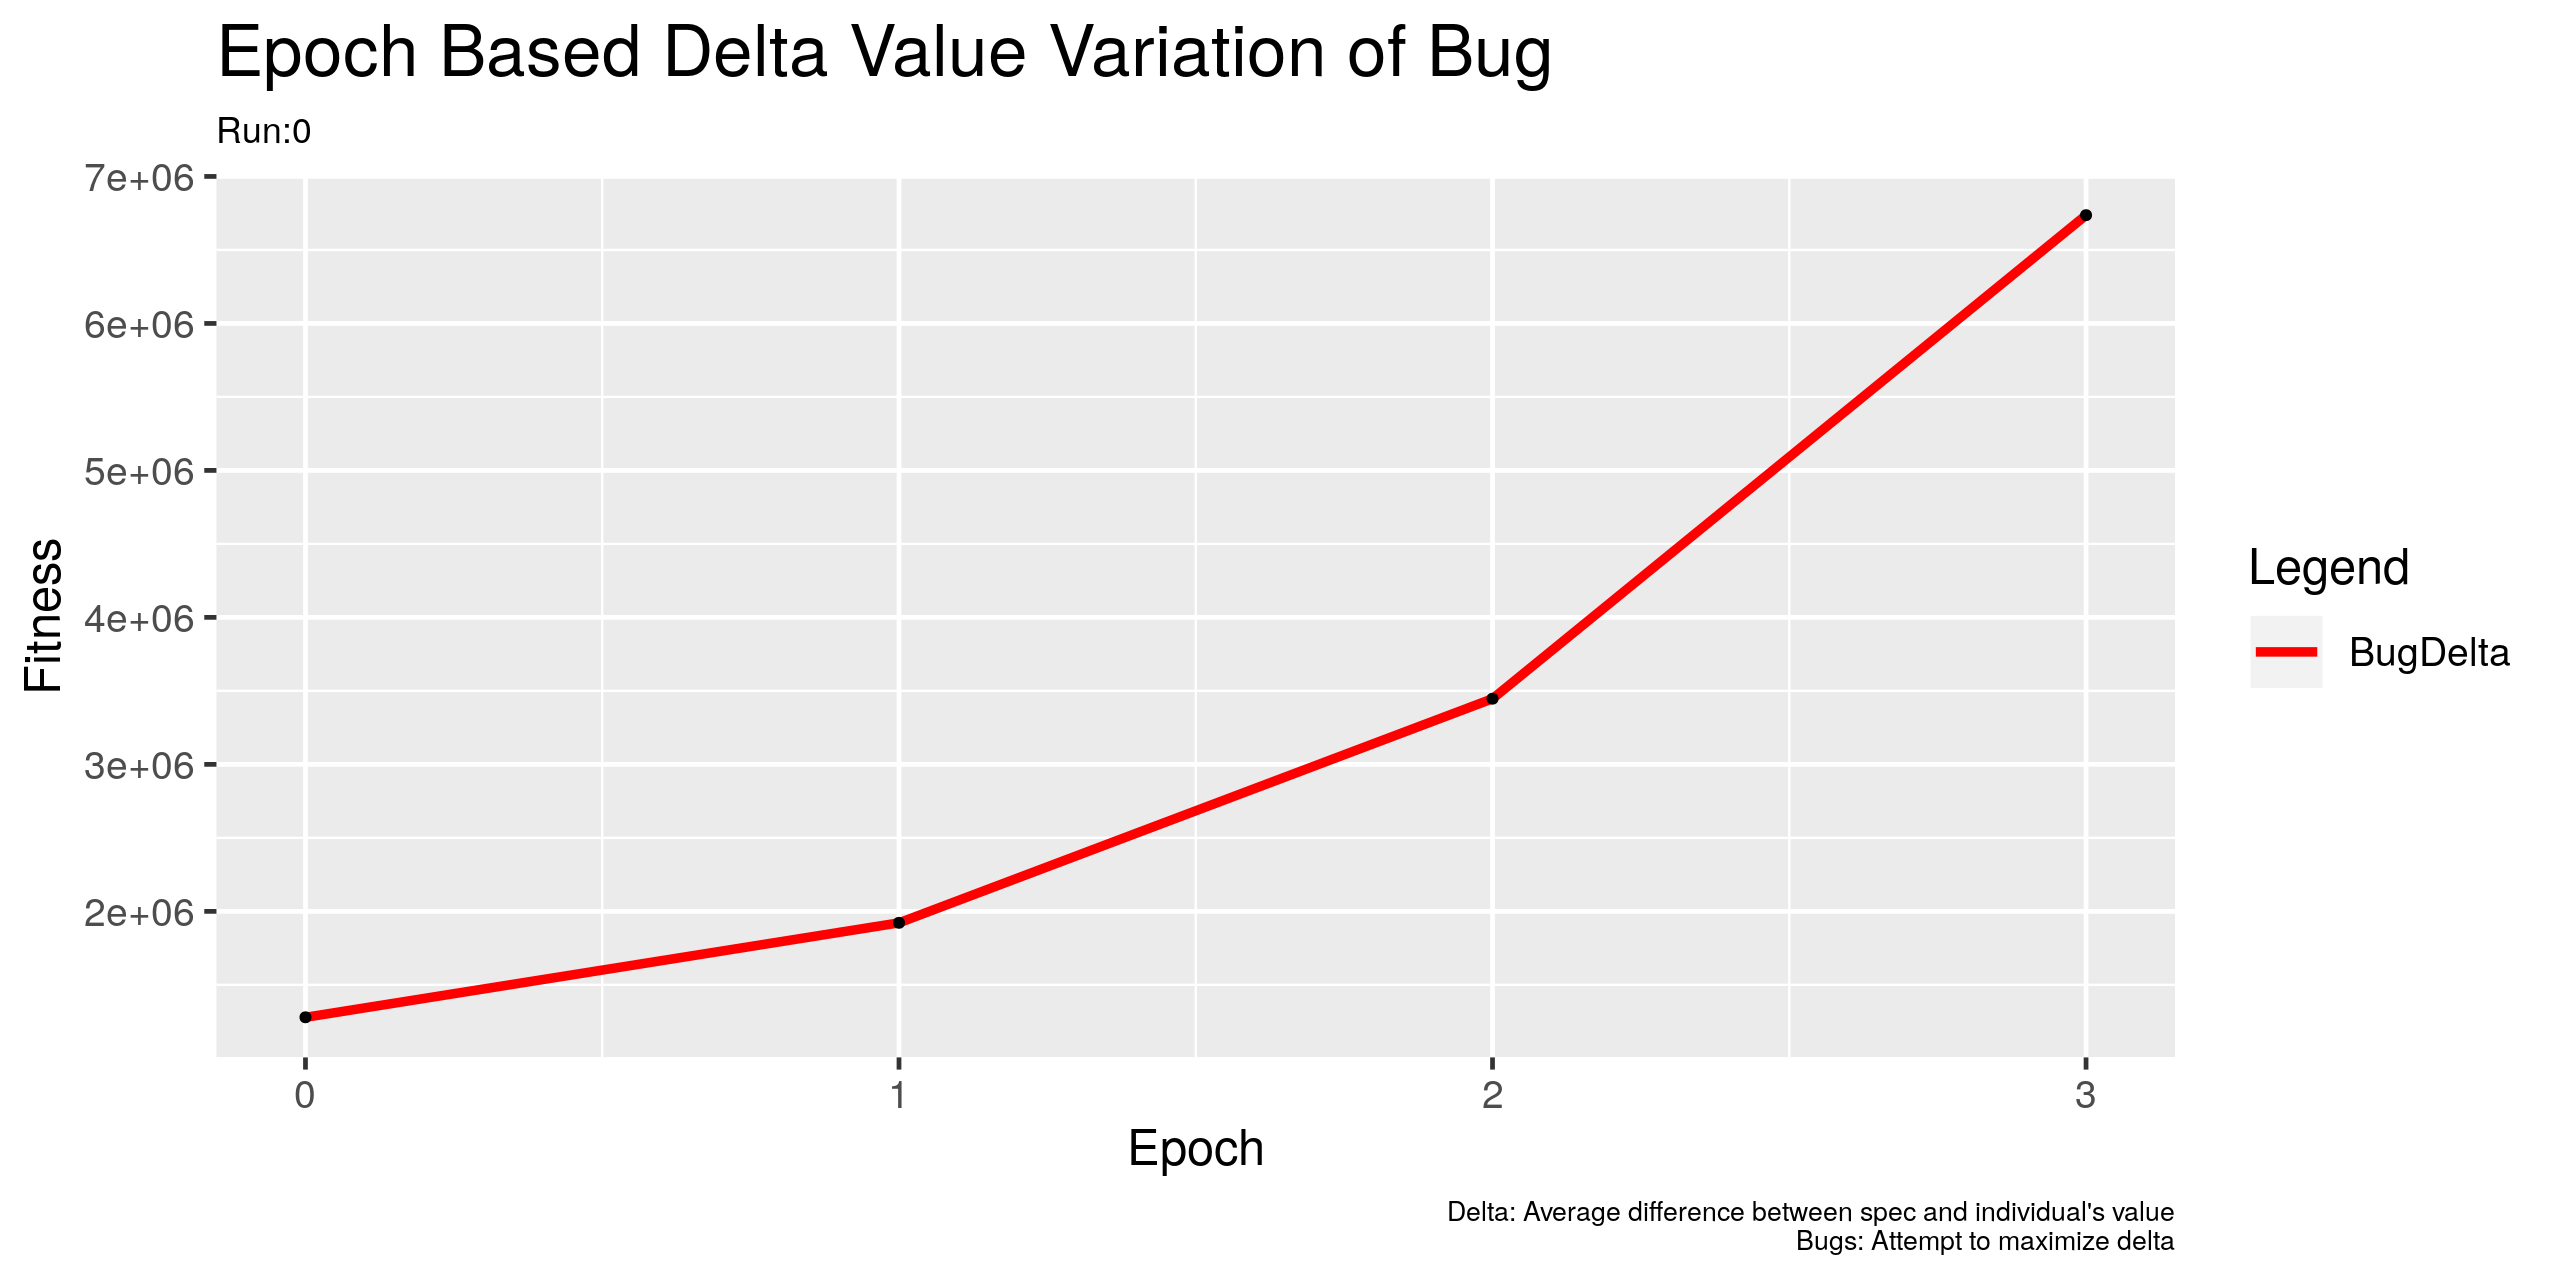 Epoch Based Delta Value Variation of Bug
Run:0
7e+06
6e+06
5e+06
4e+06
3e+06
2e+06
Fitness
0
1
2
3
Epoch
Legend
BugDelta
Delta: Average difference between spec and individual's value
Bugs: Attempt to maximize delta